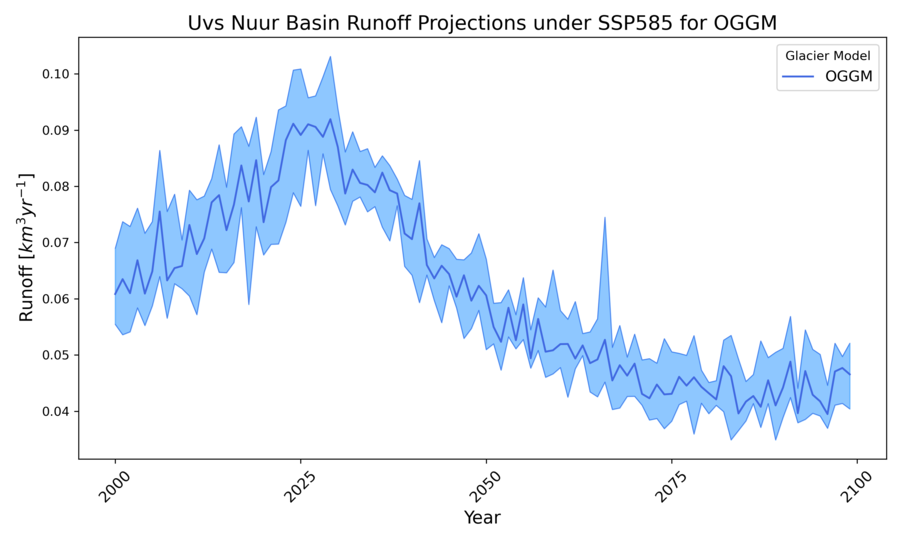 Uvs Nuur Basin Runoff Projections under SSP585 for OGGM
Glacier Model
OGGM
Runoff [km³yr⁻¹]
0.10
0.09
0.08
0.07
0.06
0.05
0.04
2000
2025
2050
2075
2100
Year